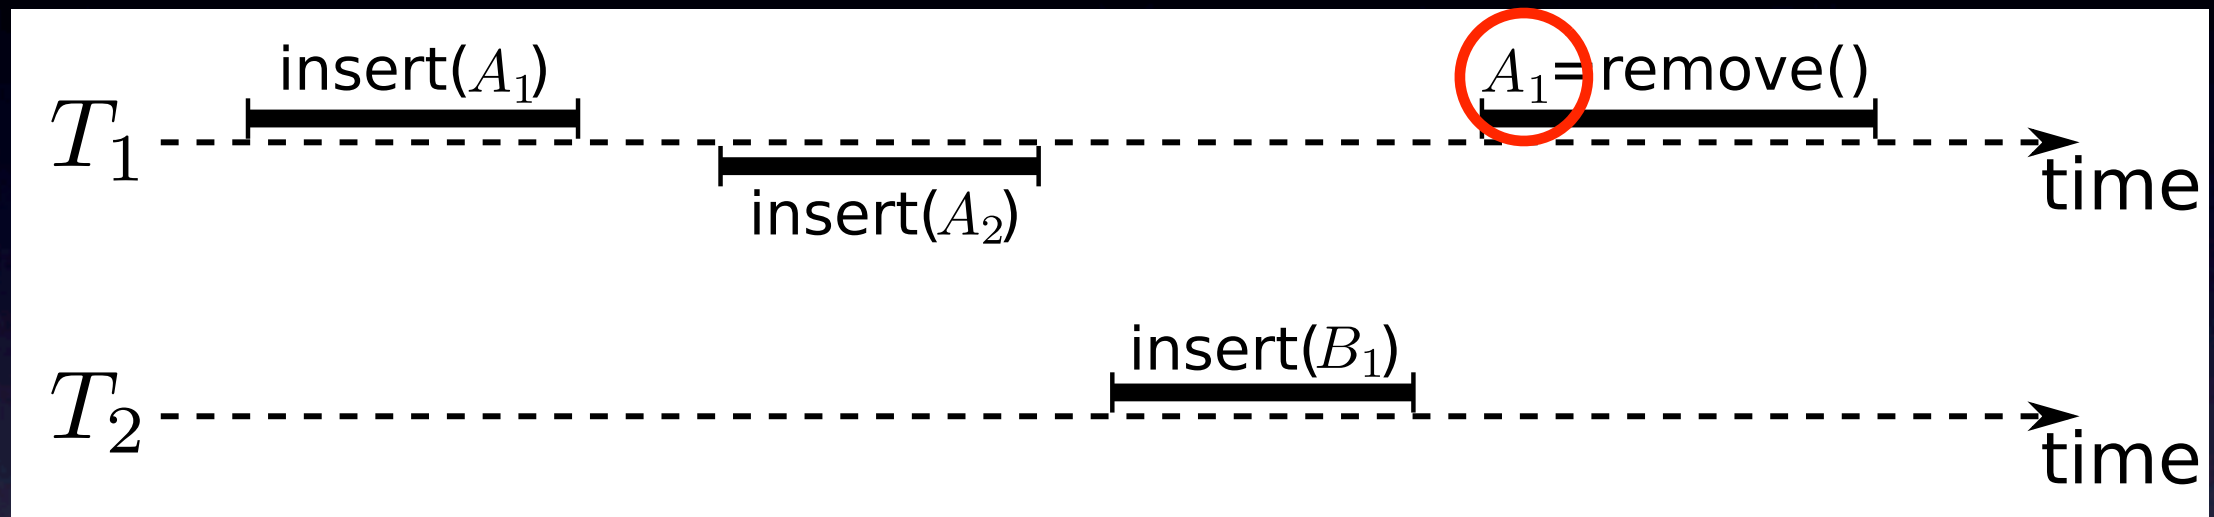 insert(A₁)
A₁=remove()
T₁
time
insert(A₂)
insert(B₁)
T₂
time